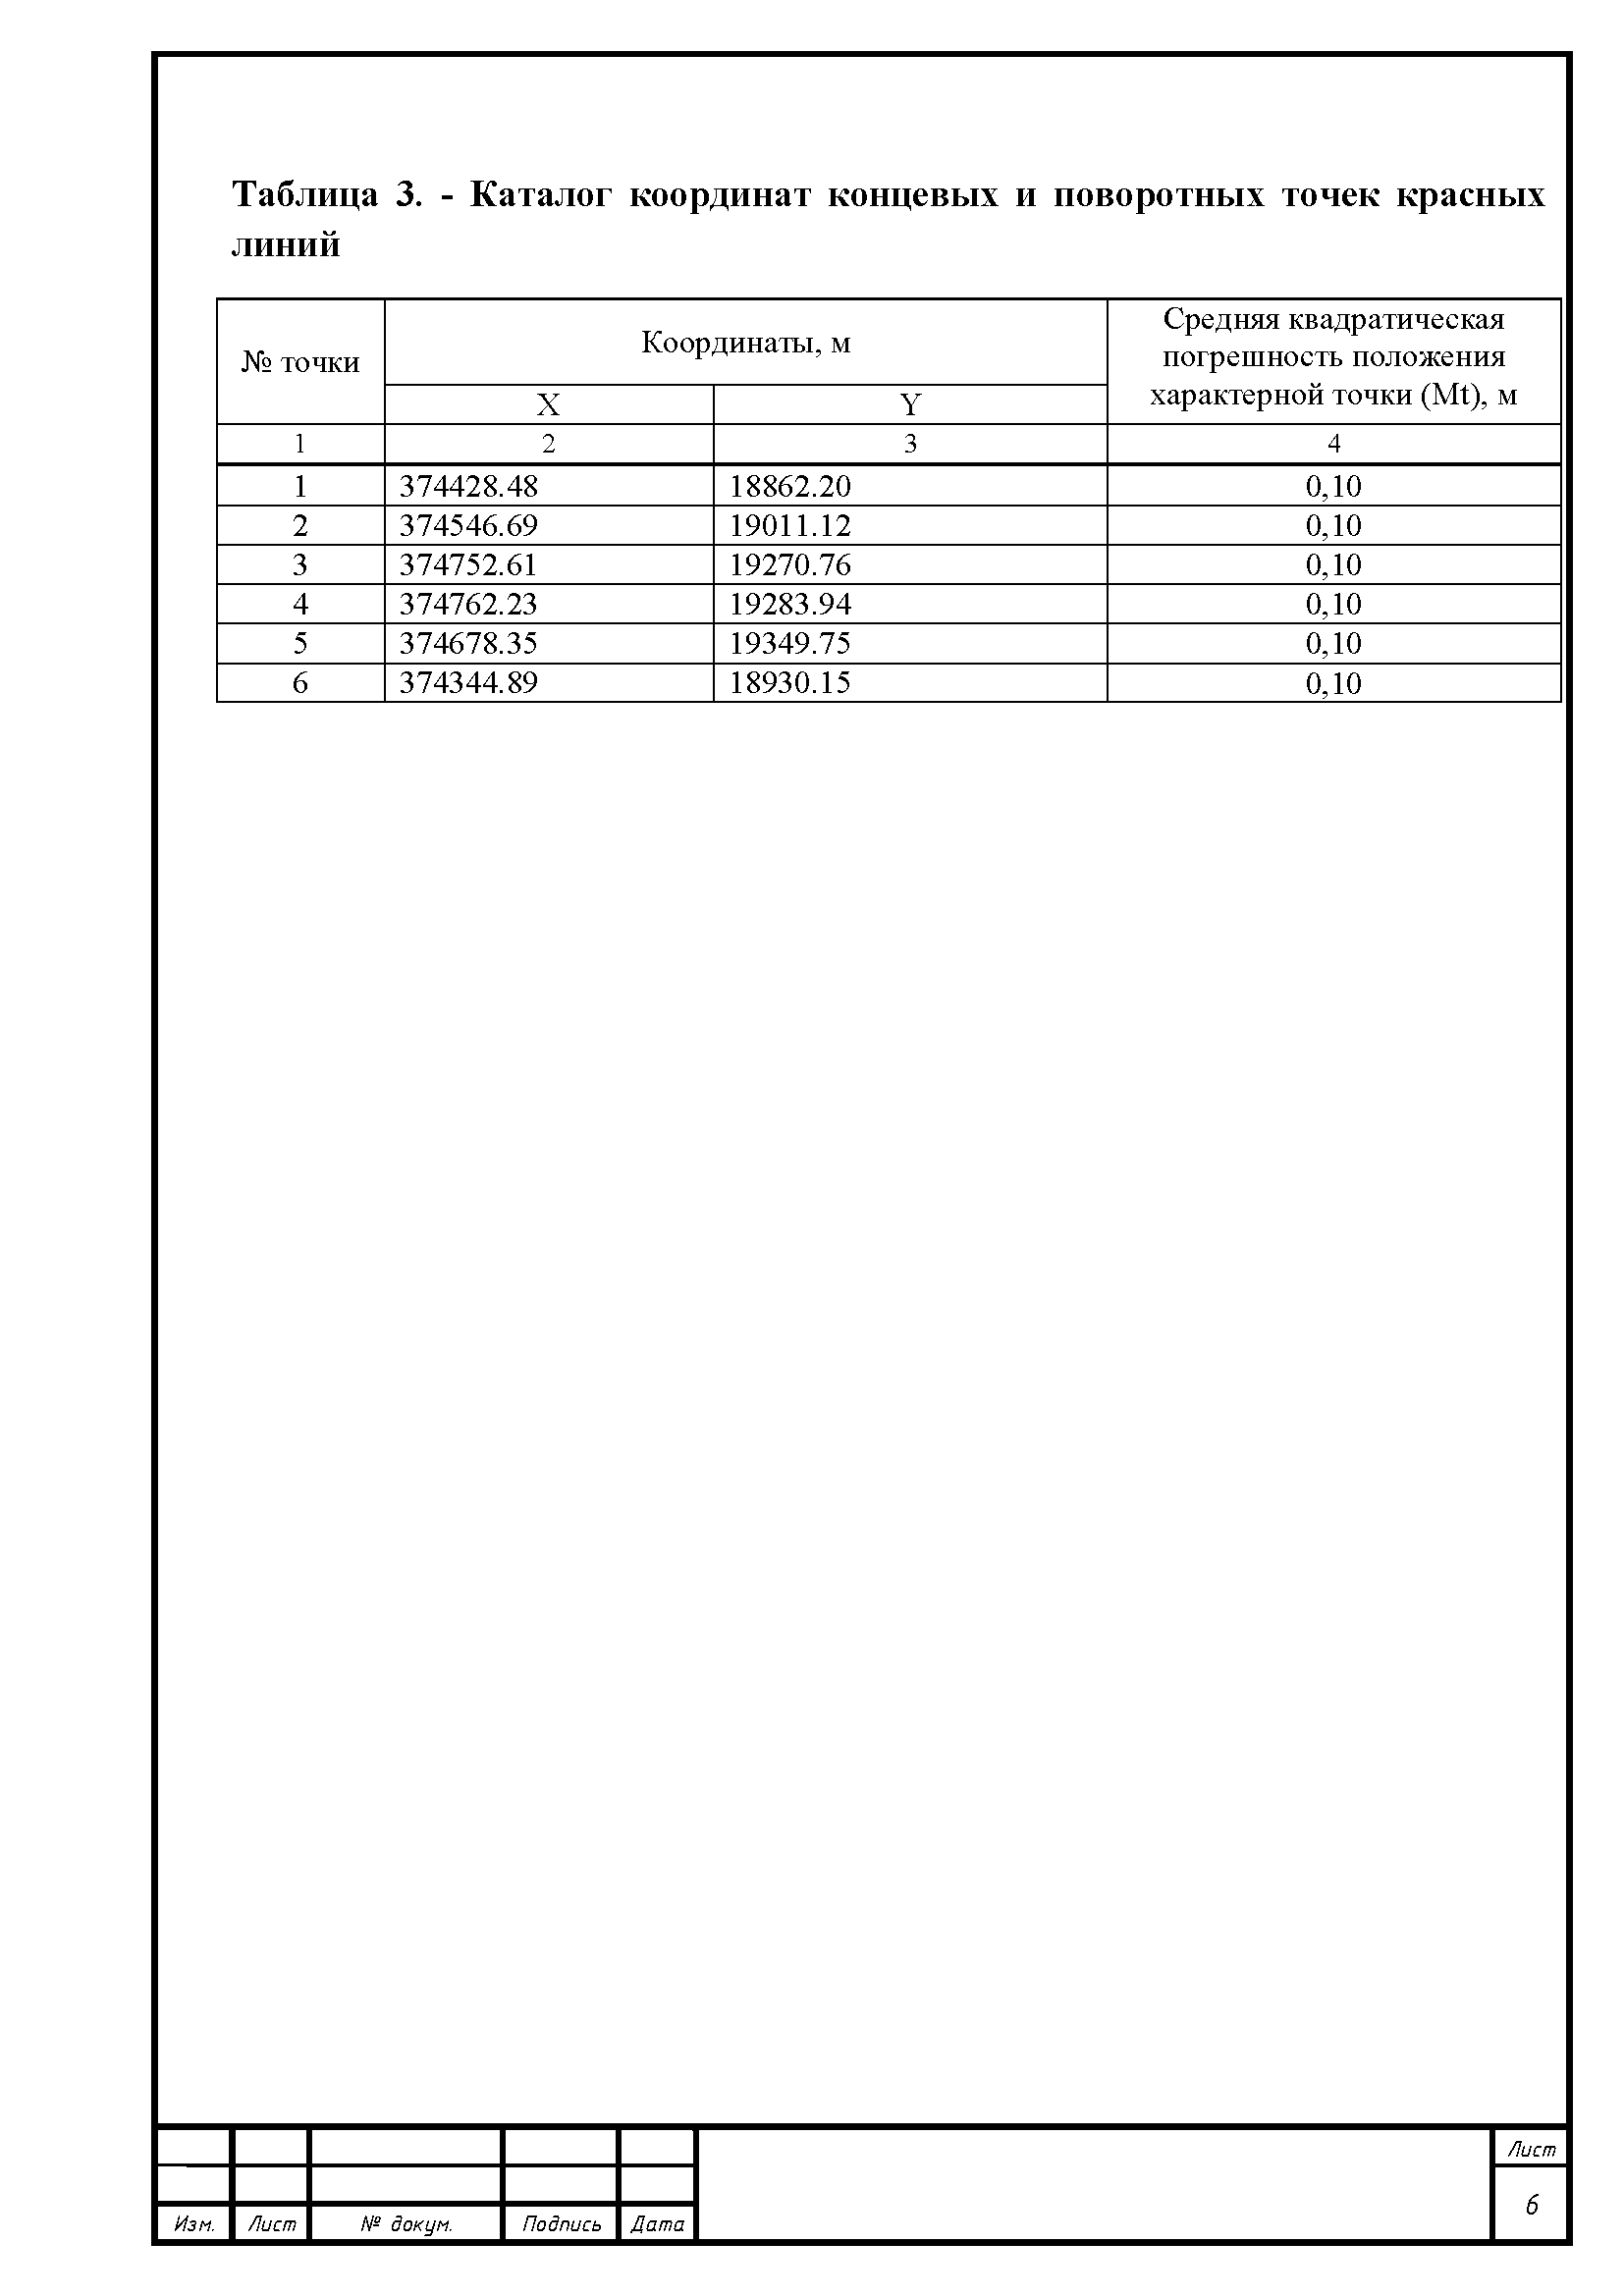 Таблица 3. - Каталог координат концевых и поворотных точек красных
линий
№ точки Координаты, м Средняя квадратическая
погрешность положения
характерной точки (Mt), м
X Y
1 2 3 4
1 374428.48 18862.20 0,10
2 374546.69 19011.12 0,10
3 374752.61 19270.76 0,10
4 374762.23 19283.94 0,10
5 374678.35 19349.75 0,10
6 374344.89 18930.15 0,10
Лист
6
Изм. Лист № докум. Подпись Дата